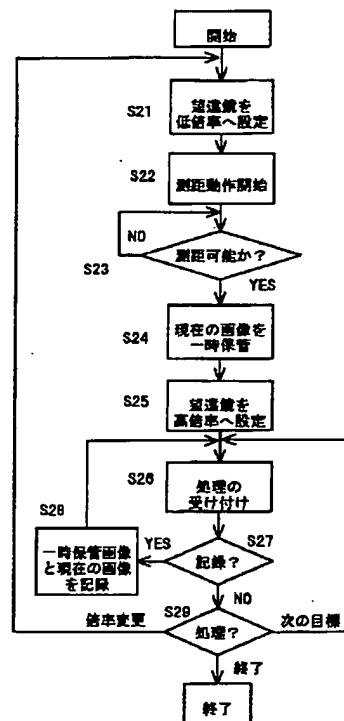 開始
S21
望遠鏡を
低倍率へ設定
S22
測距動作開始
NO
測距可能か？
S23
YES
S24
現在の画像を
一時保管
S25
望遠鏡を
高倍率へ設定
S26
処理の
受け付け
S28
一時保管画像
と現在の画像
を記録
YES
S27
記録？
NO
倍率変更
S29
処理？
次の目標
終了
終了